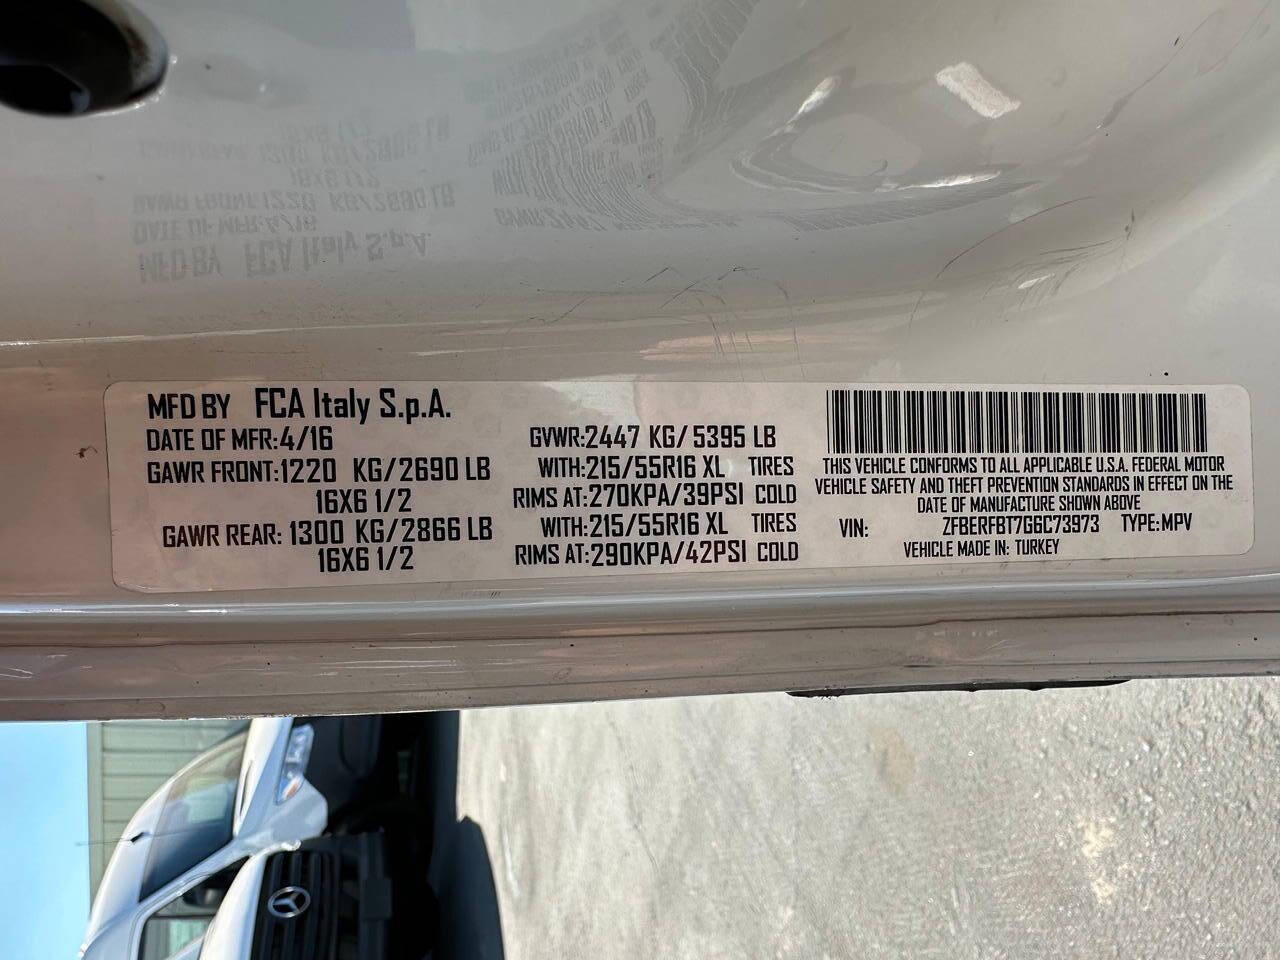 MFD BY FCA Italy S.p.A.
DATE OF MFR:4/16
GAWR FRONT:1220 KG/2690 LB
16X6 1/2
GAWR REAR: 1300 KG/2866 LB
16X6 1/2
GVWR:2447 KG/ 5395 LB
WITH:215/55R16 XL TIRES
RIMS AT:270KPA/39PSI COLD
WITH:215/55R16 XL TIRES
RIMS AT:290KPA/42PSI COLD
THIS VEHICLE CONFORMS TO ALL APPLICABLE U.S.A. FEDERAL MOTOR
VEHICLE SAFETY AND THEFT PREVENTION STANDARDS IN EFFECT ON THE
DATE OF MANUFACTURE SHOWN ABOVE
VIN: ZFBERFBT7G6C73973 TYPE:MPV
VEHICLE MADE IN: TURKEY